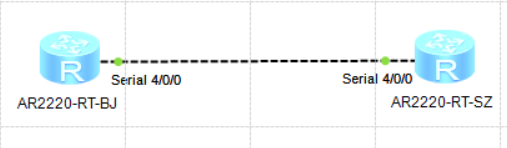 R
R
Serial 4/0/0
Serial 4/0/0
AR2220-RT-BJ
AR2220-RT-SZ